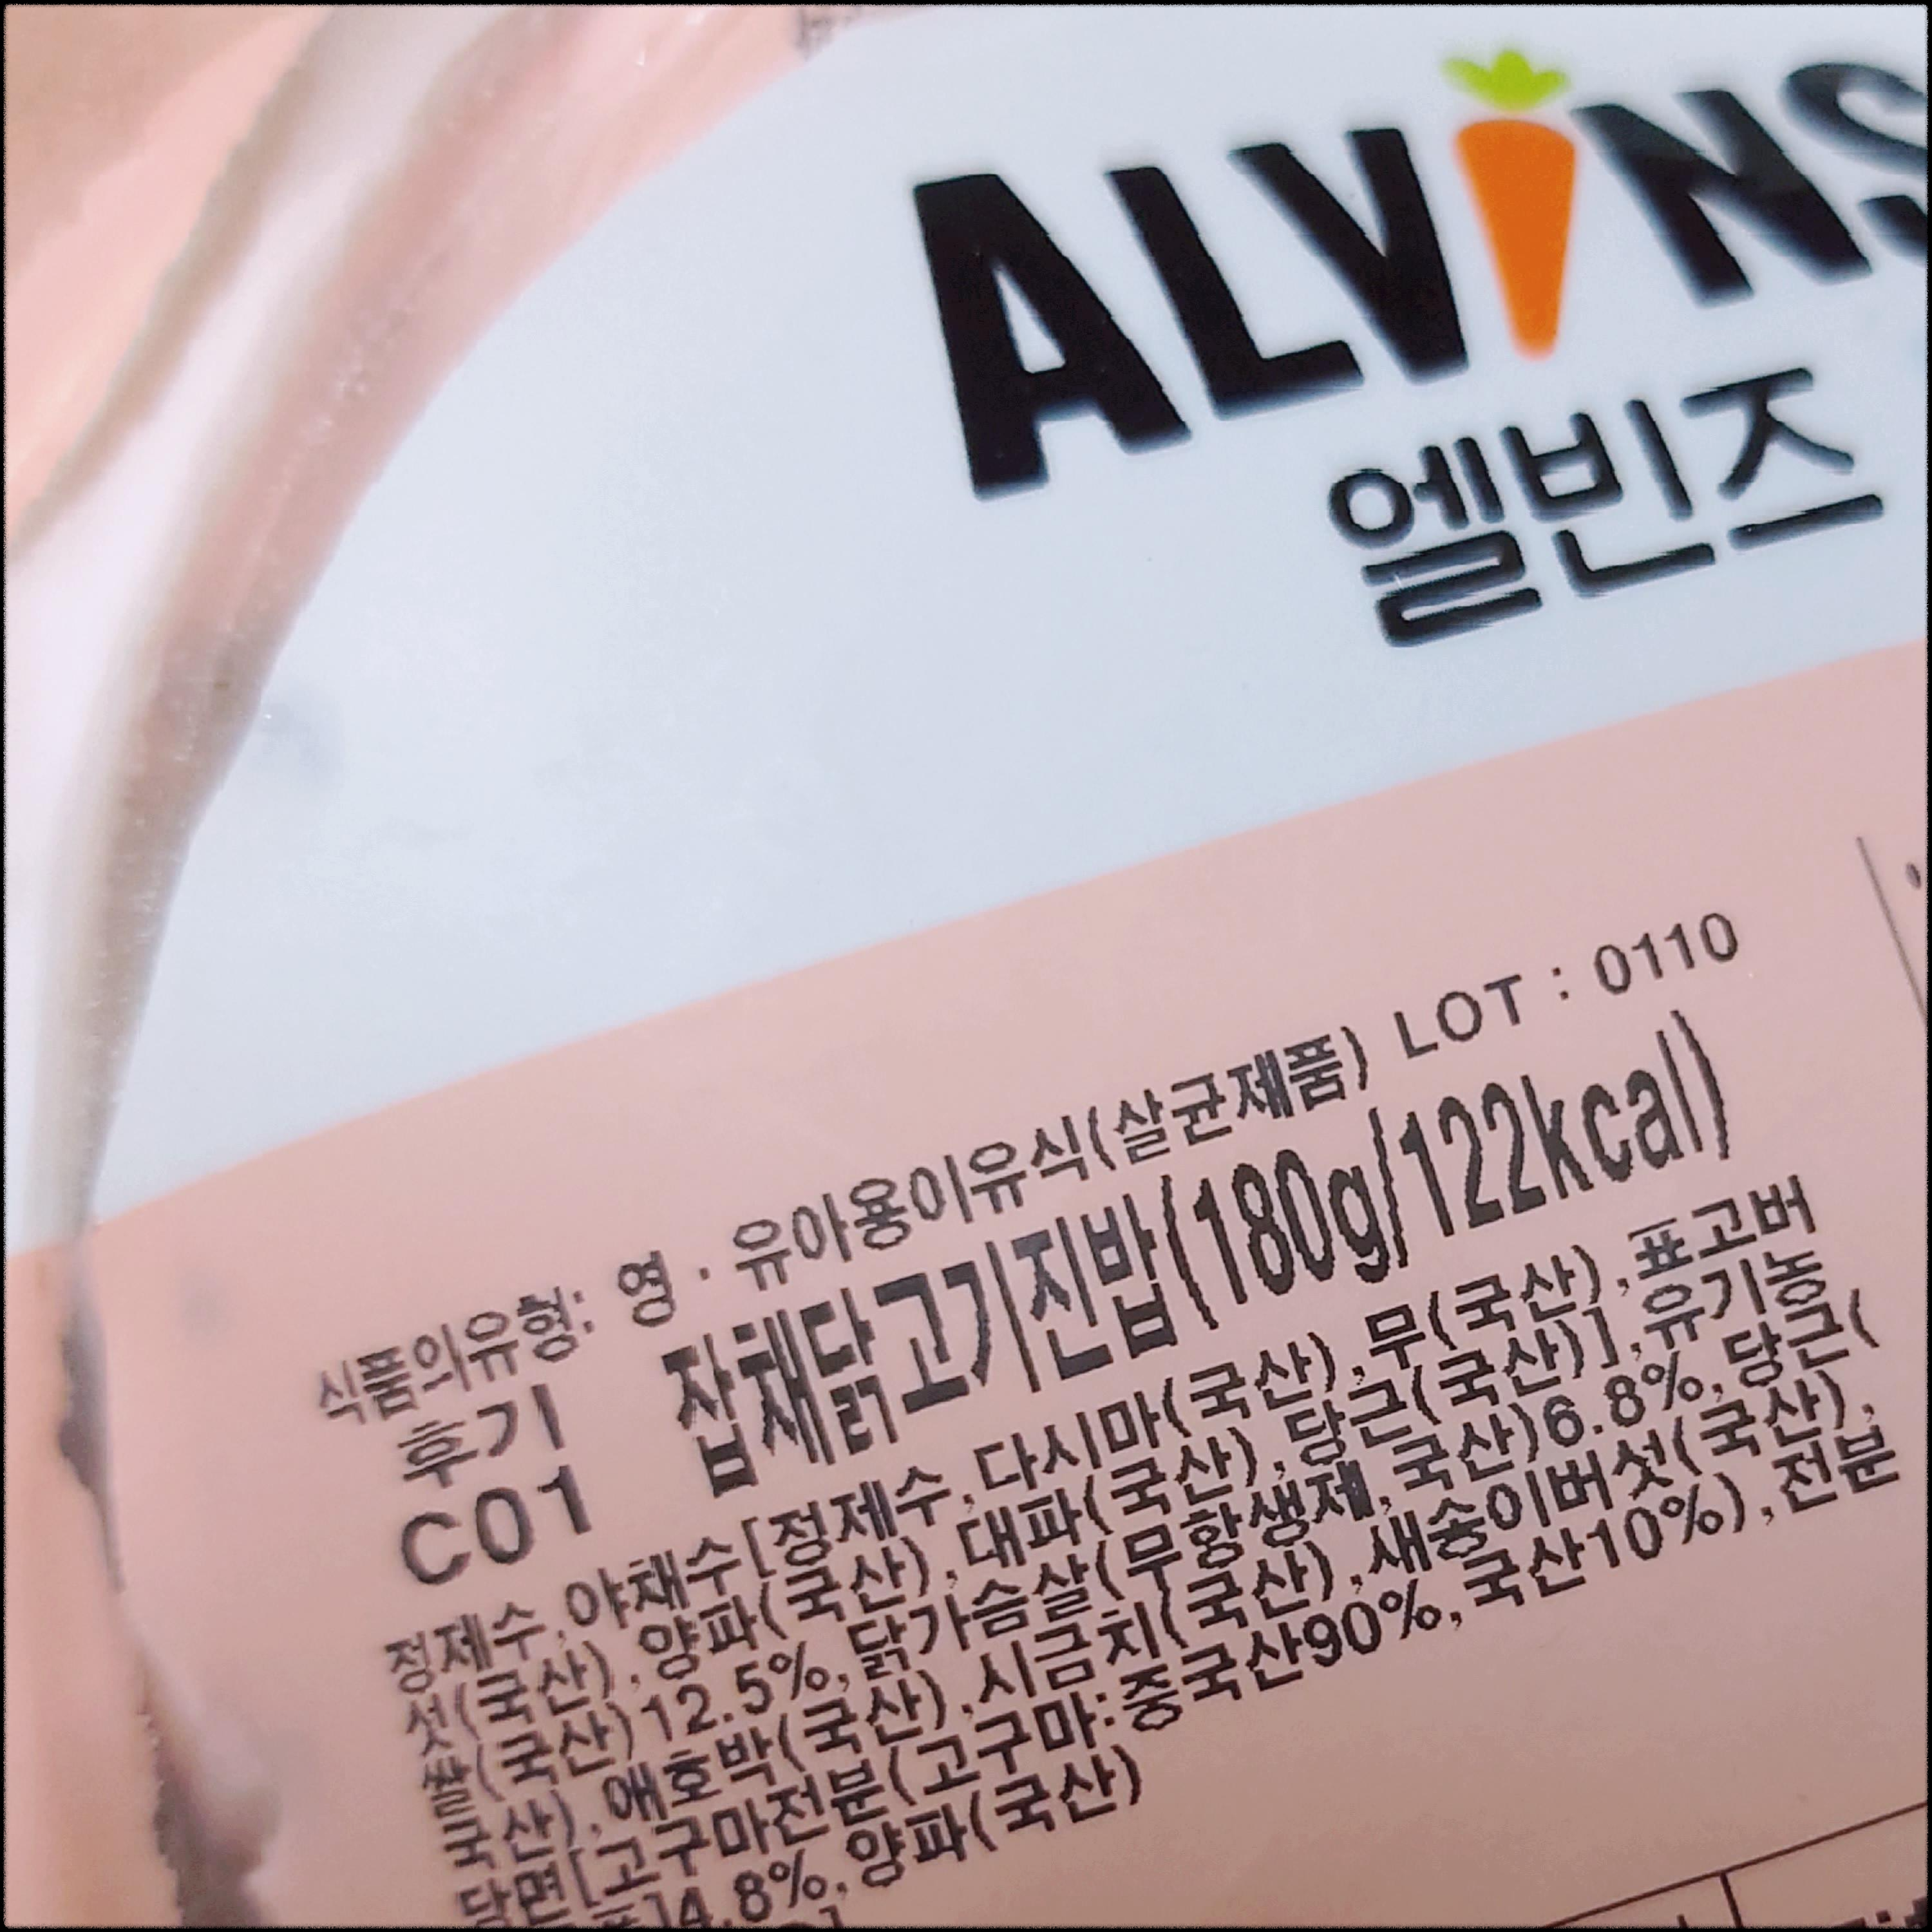 ALVINS
엘빈즈
식품의유형: 영·유아용이유식(살균제품) LOT : 0110
후기 잡채닭고기진밥(180g/122kcal)
C01
정제수,야채수[정제수,다시마(국산),무(국산),표고버
섯(국산),양파(국산),대파(국산),당근(국산)],유기농
쌀(국산)12.5%,닭가슴살(무항생제,국산)6.8%,당근(
국산),애호박(국산),시금치(국산),새송이버섯(국산),
당면[고구마전분(고구마:중국산90%,국산10%),전분
]4.8%,양파(국산)